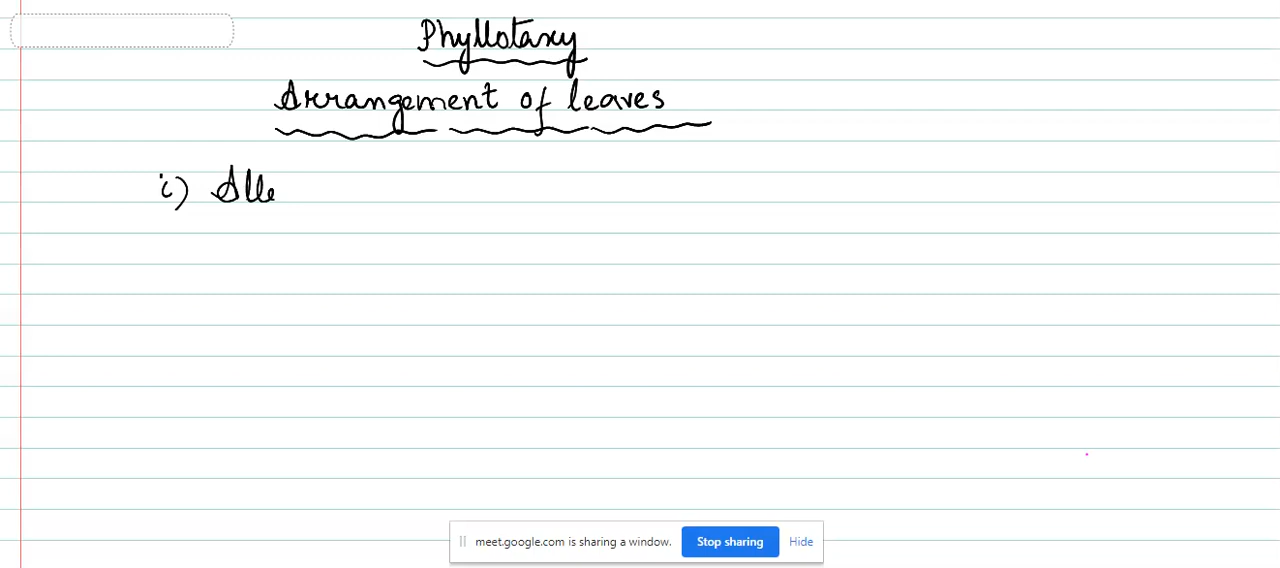 Phyllotaxy
Arrangement of leaves
i) Alle
meet.google.com is sharing a window. Stop sharing Hide